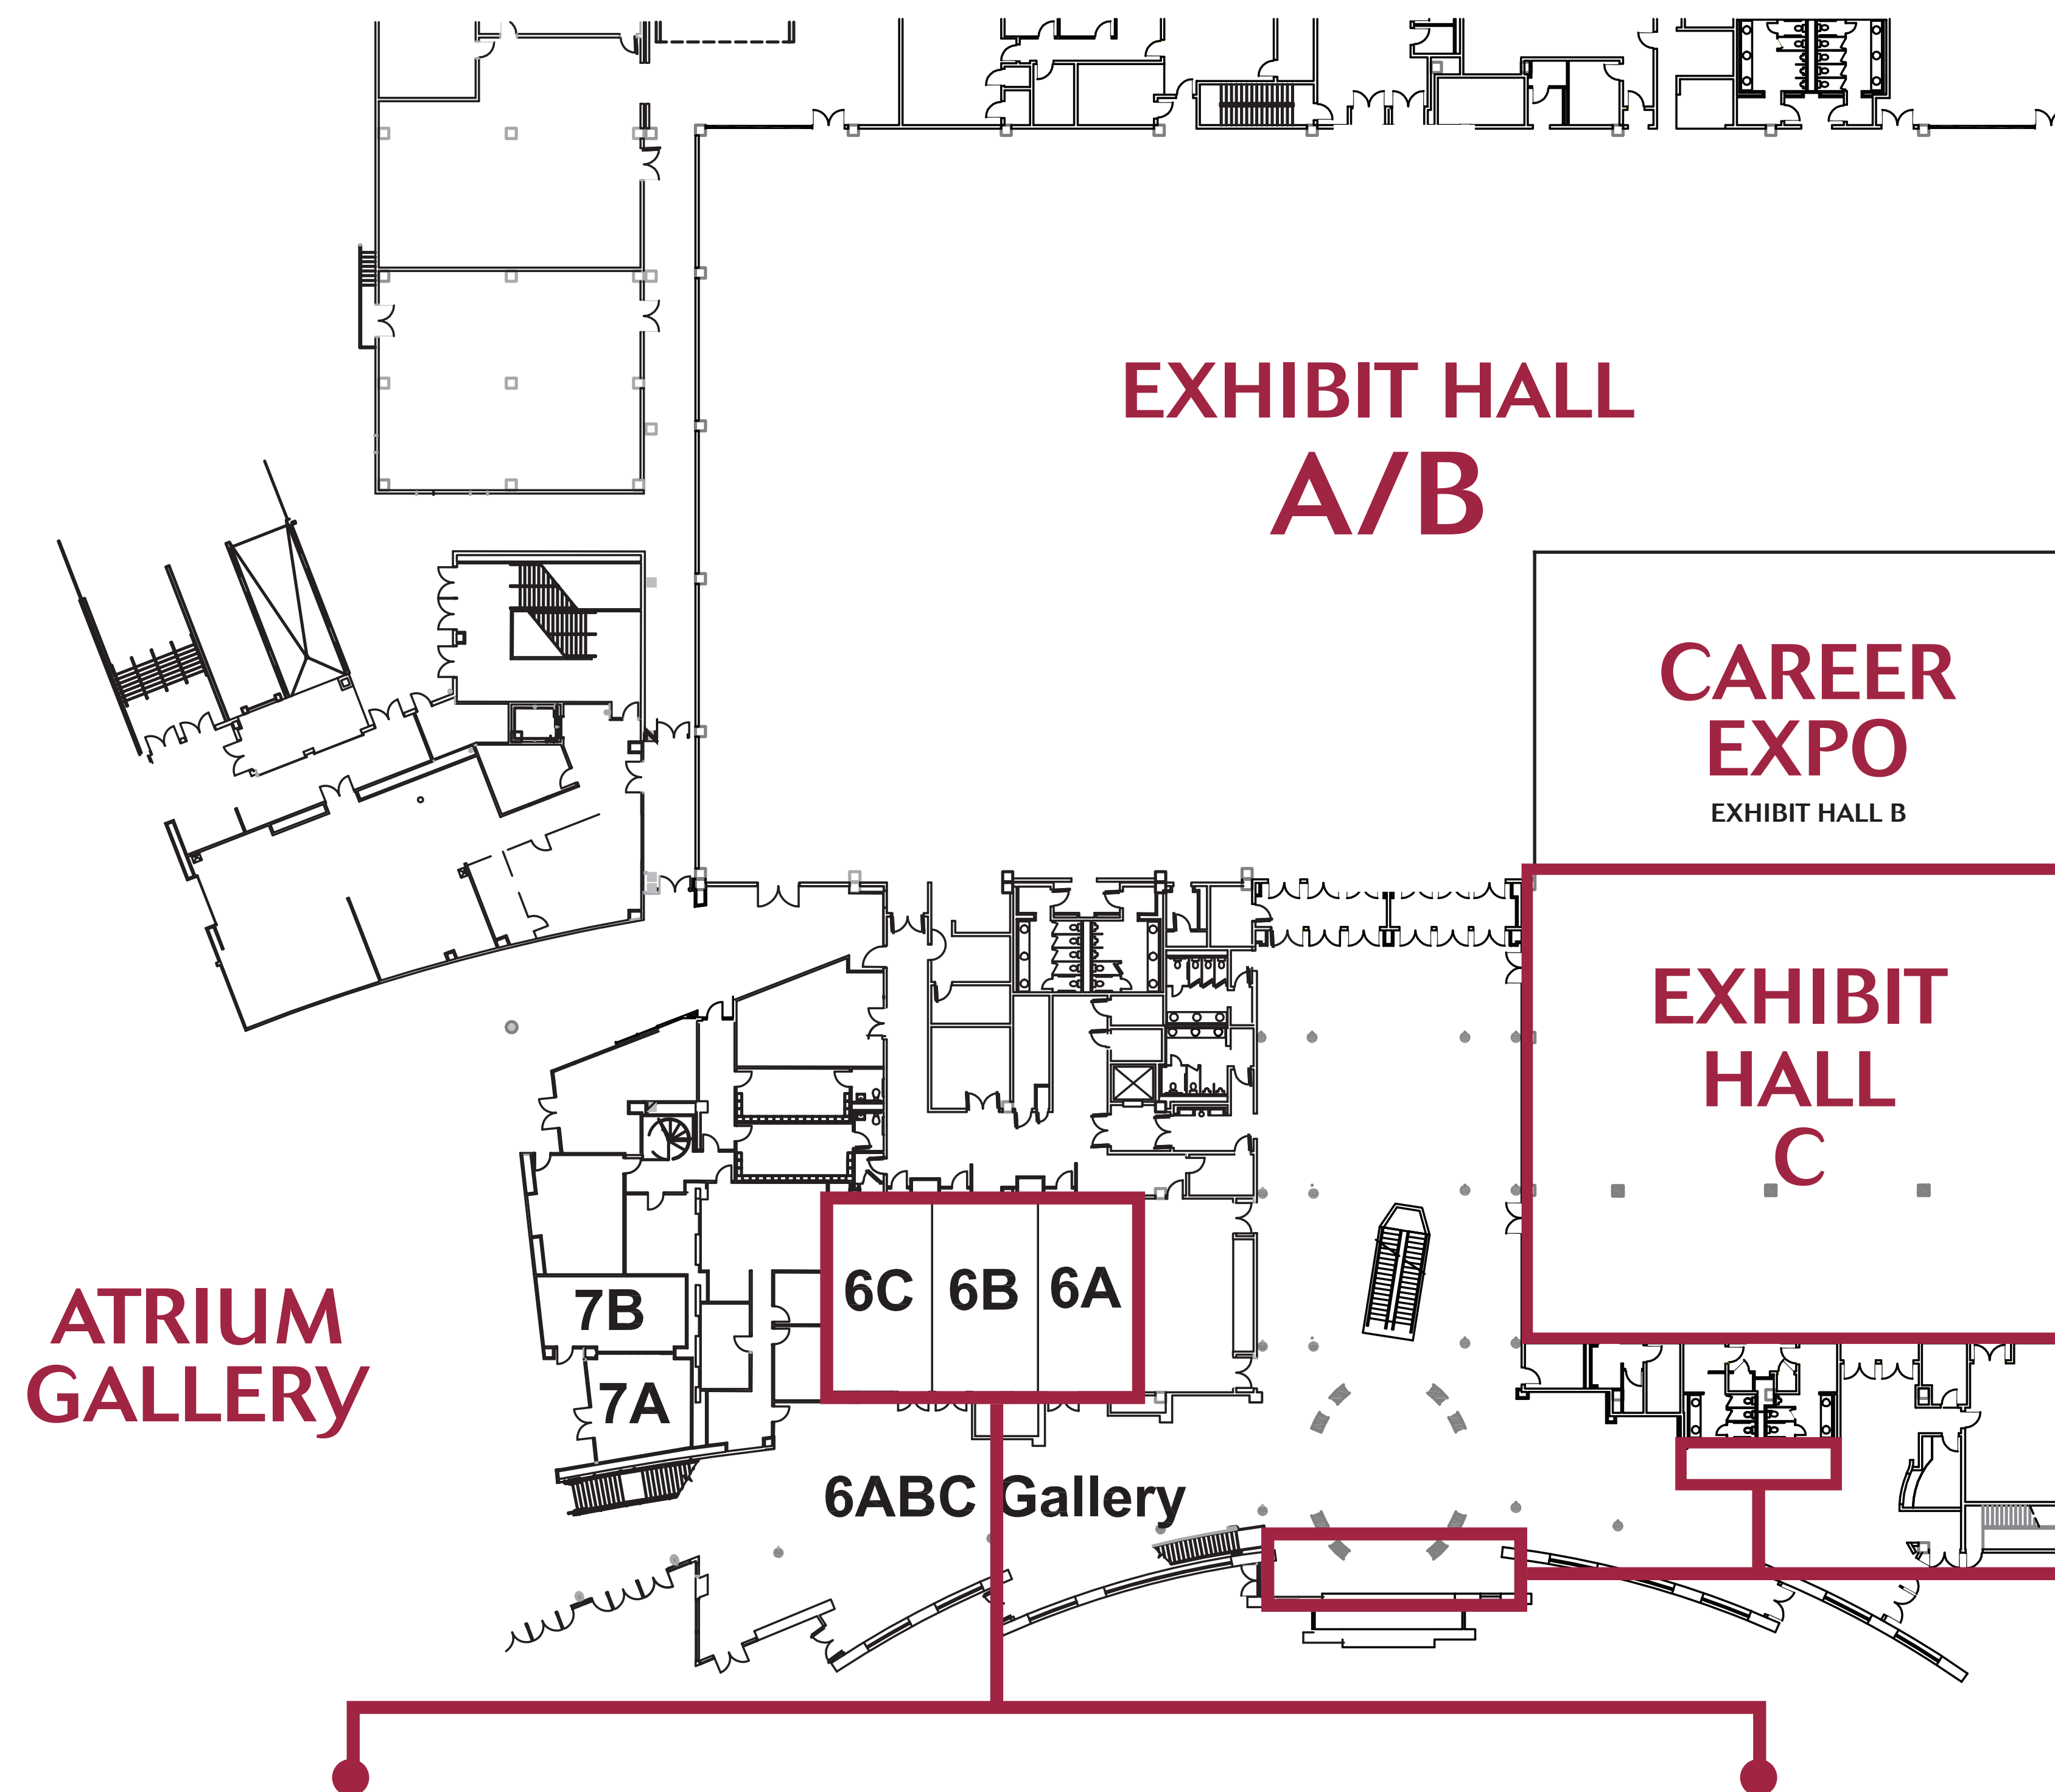 EXHIBIT HALL
A/B
CAREER
EXPO
EXHIBIT HALL B
EXHIBIT
HALL
C
6C 6B 6A
7B
7A
ATRIUM
GALLERY
6ABC Gallery